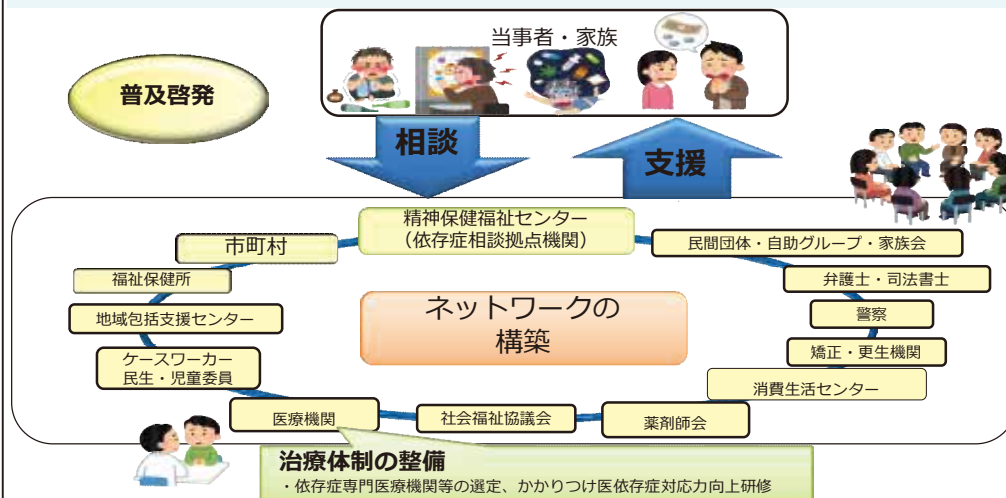 当事者・家族
普及啓発
相談
支援
精神保健福祉センター
(依存症相談拠点機関)
市町村
民間団体・自助グループ・家族会
福祉保健所
弁護士・司法書士
地域包括支援センター
ネットワークの
構築
警察
ケースワーカー
民生・児童委員
矯正・更生機関
消費生活センター
医療機関
社会福祉協議会
薬剤師会
治療体制の整備
・依存症専門医療機関等の選定、かかりつけ医依存症対応力向上研修